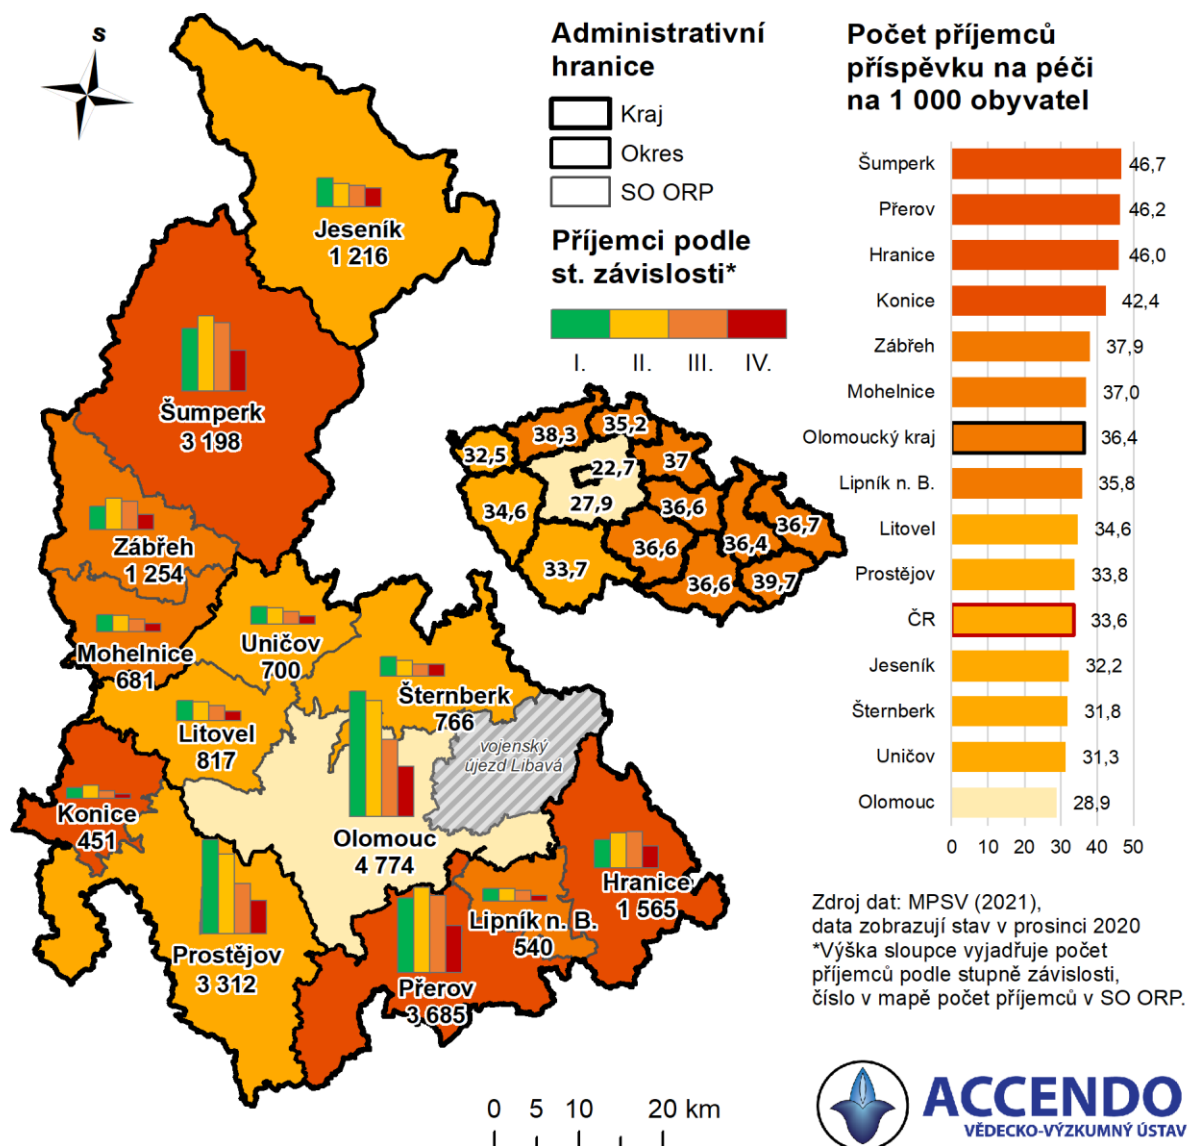 S
Administrativní
hranice
Kraj
Okres
SO ORP
Příjemci podle
st. závislosti*
I. II. III. IV.
Jeseník
1 216
Šumperk
3 198
Zábřeh
1 254
Mohelnice
681
Uničov
700
Šternberk
766
Litovel
817
vojenský
újezd Libavá
Konice
451
Olomouc
4 774
Hranice
1 565
Lipník n. B.
540
Prostějov
3 312
Přerov
3 685
32,5
38,3
35,2
22,7
37
27,9
34,6
36,6
36,7
36,4
36,6
33,7
36,6
39,7
Počet příjemců
příspěvku na péči
na 1 000 obyvatel
Šumperk 46,7
Přerov 46,2
Hranice 46,0
Konice 42,4
Zábřeh 37,9
Mohelnice 37,0
Olomoucký kraj 36,4
Lipník n. B. 35,8
Litovel 34,6
Prostějov 33,8
ČR 33,6
Jeseník 32,2
Šternberk 31,8
Uničov 31,3
Olomouc 28,9
0 10 20 30 40 50
Zdroj dat: MPSV (2021),
data zobrazují stav v prosinci 2020
*Výška sloupce vyjadřuje počet
příjemců podle stupně závislosti,
číslo v mapě počet příjemců v SO ORP.
0 5 10 20 km
ACCENDO
VĚDECKO-VÝZKUMNÝ ÚSTAV